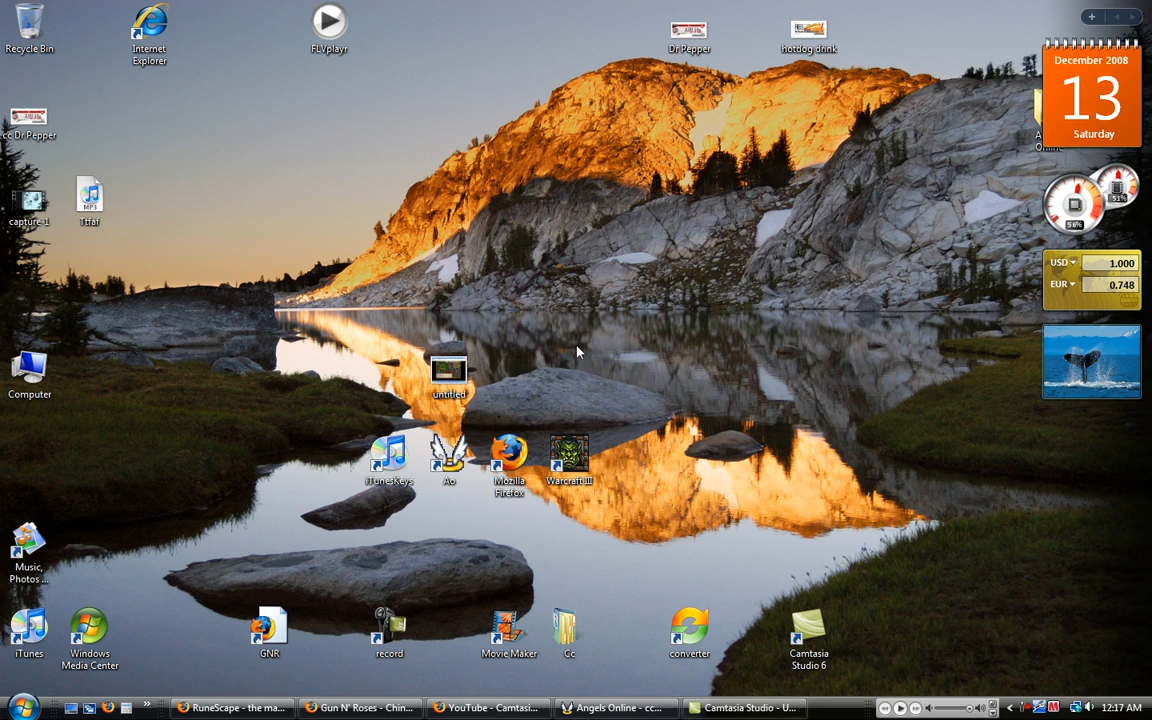 Recycle Bin
Internet
Explorer
FLVplayr
Dr Pepper
hotdog drink
December 2008
13
Saturday
cc Dr Pepper
capture-1
MP3
Ttfaf
56%
51%
USD
1.000
EUR
0.748
Computer
untitled
iTunesKeys
Ao
Mozilla
Firefox
Warcraft III
Music,
Photos ...
iTunes
Windows
Media Center
GNR
record
Movie Maker
Cc
converter
Camtasia
Studio 6
RuneScape - the ma...
Gun N' Roses - Chin...
YouTube - Camtasi...
Angels Online - cc...
Camtasia Studio - U...
12:17 AM